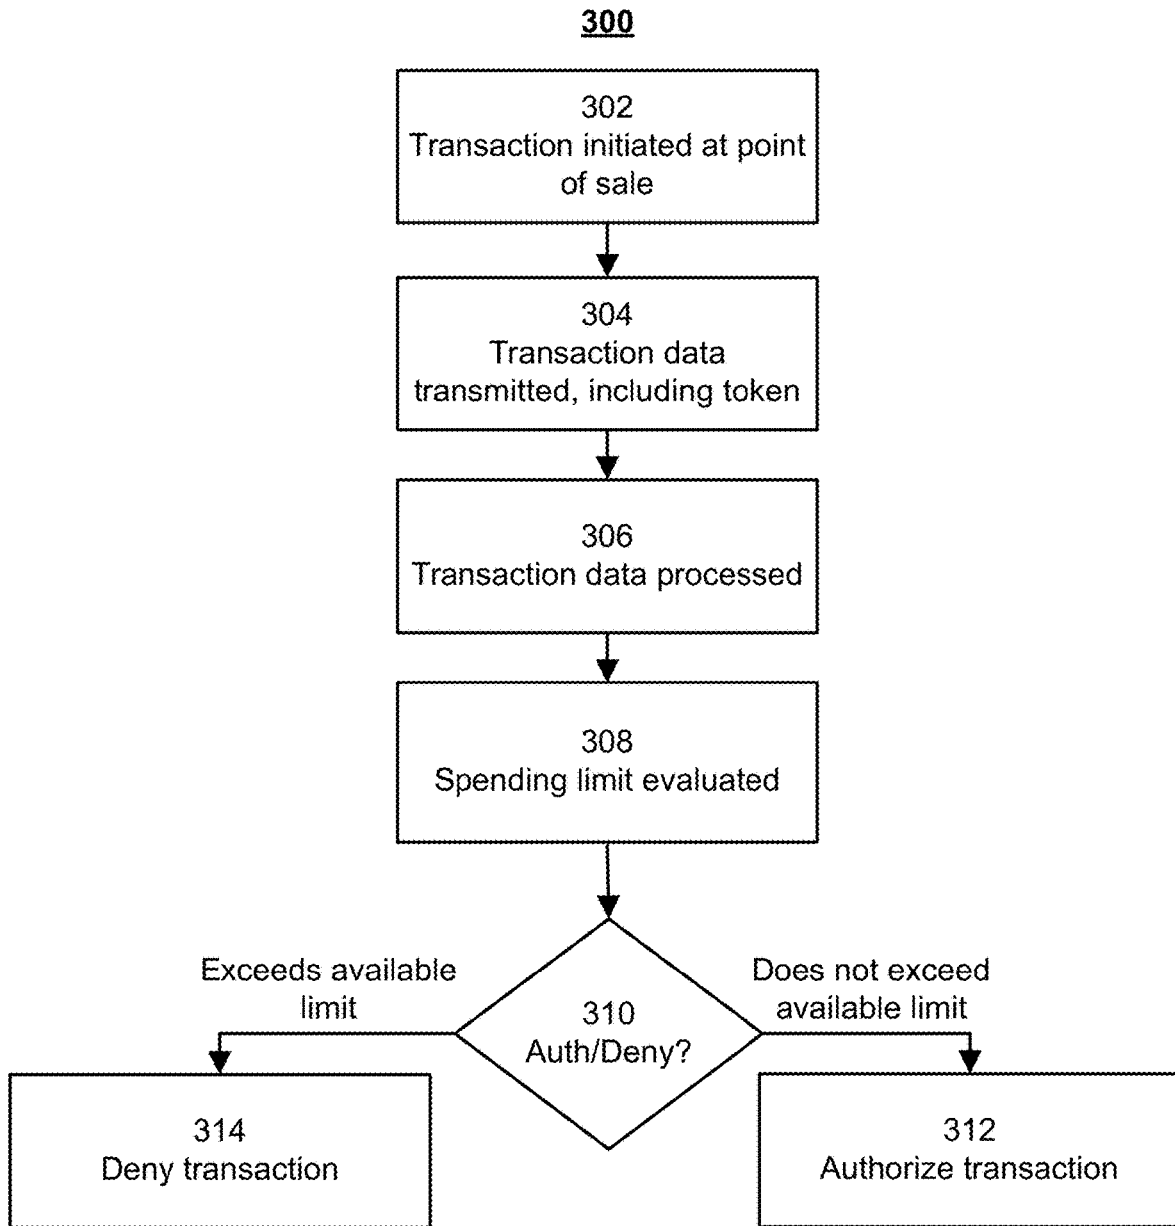 300
302
Transaction initiated at point
of sale
304
Transaction data
transmitted, including token
306
Transaction data processed
308
Spending limit evaluated
Exceeds available
limit
Does not exceed
available limit
310
Auth/Deny?
314
Deny transaction
312
Authorize transaction